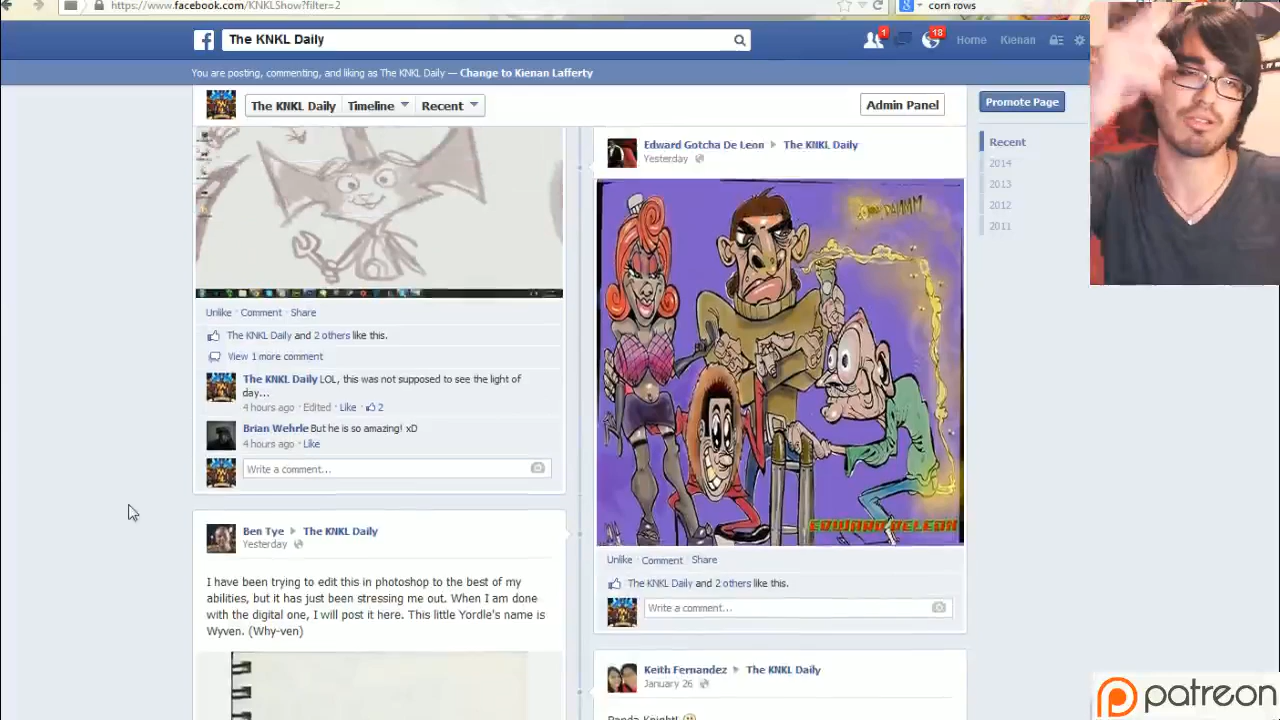 https://www.facebook.com/KNKLShow?filter=2
corn rows
The KNKL Daily
1
18
Home
Kienan
You are posting, commenting, and liking as The KNKL Daily — Change to Kienan Lafferty
The KNKL Daily
Timeline
Recent
Admin Panel
Promote Page
Recent
2014
2013
2012
2011
Unlike · Comment · Share
The KNKL Daily and 2 others like this.
View 1 more comment
The KNKL Daily LOL, this was not supposed to see the light of
day...
4 hours ago · Edited · Like · 2
Brian Wehrle But he is so amazing! xD
4 hours ago · Like
Write a comment...
Ben Tye ▶ The KNKL Daily
Yesterday
I have been trying to edit this in photoshop to the best of my
abilities, but it has just been stressing me out. When I am done
with the digital one, I will post it here. This little Yordle's name is
Wyven. (Why-ven)
Edward Gotcha De Leon ▶ The KNKL Daily
Yesterday
EDWARD DELEON
Unlike · Comment · Share
The KNKL Daily and 2 others like this.
Write a comment...
Keith Fernandez ▶ The KNKL Daily
January 26
Panda Knight!
patreon